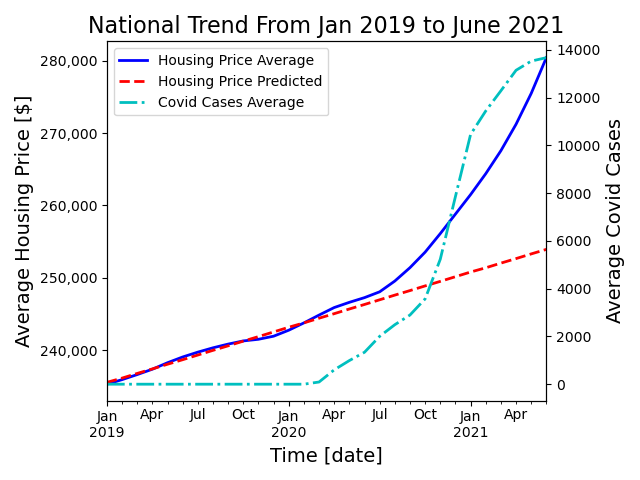 National Trend From Jan 2019 to June 2021
Housing Price Average
Housing Price Predicted
Covid Cases Average
Average Housing Price [$]
280,000
270,000
260,000
250,000
240,000
14000
12000
10000
8000
6000
4000
2000
0
Average Covid Cases
Jan Apr Jul Oct Jan Apr Jul Oct Jan Apr
2019 2020 2021
Time [date]